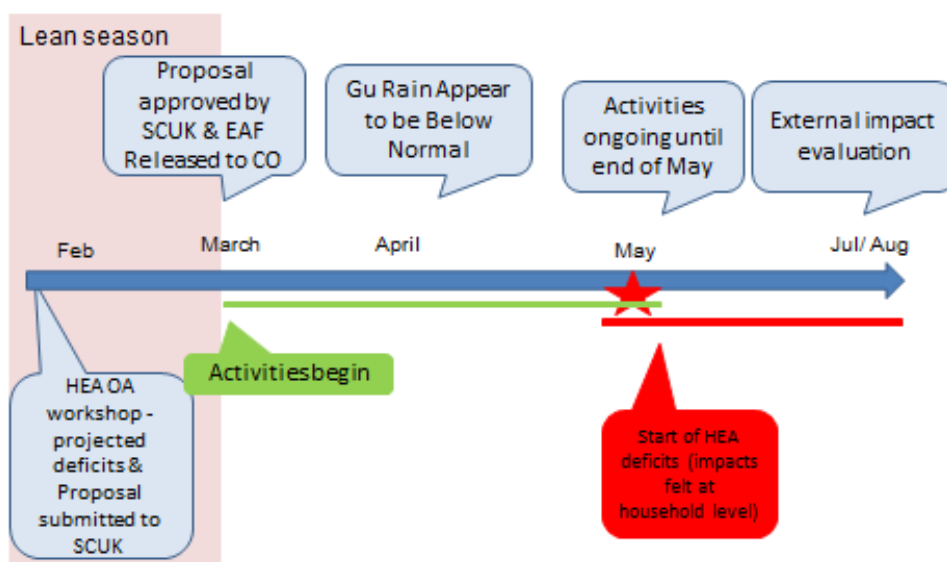 Lean season
Proposal
approved by
SCUK & EAF
Released to CO
Gu Rain Appear
to be Below
Normal
Activities
ongoing until
end of May
External impact
evaluation
Feb
March
April
May
Jul/ Aug
Activitiesbegin
HEA OA
workshop -
projected
deficits &
Proposal
submitted to
SCUK
Start of HEA
deficits (impacts
felt at
household level)